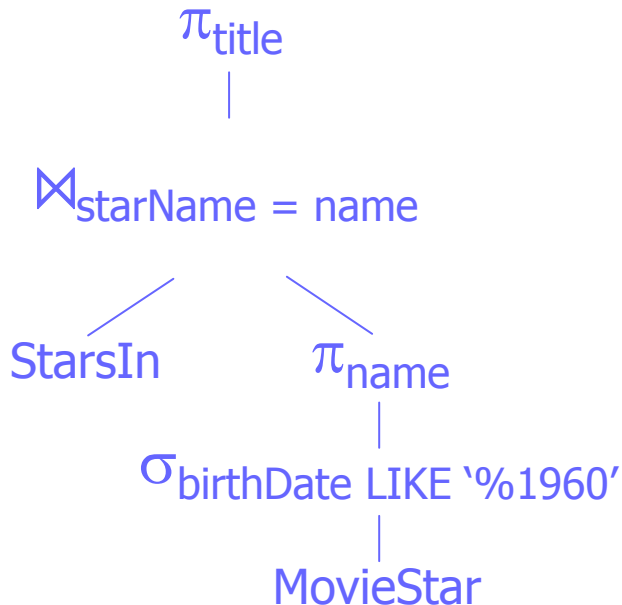 πtitle
⋈starName = name
StarsIn πname
σbirthDate LIKE ‘%1960’
MovieStar